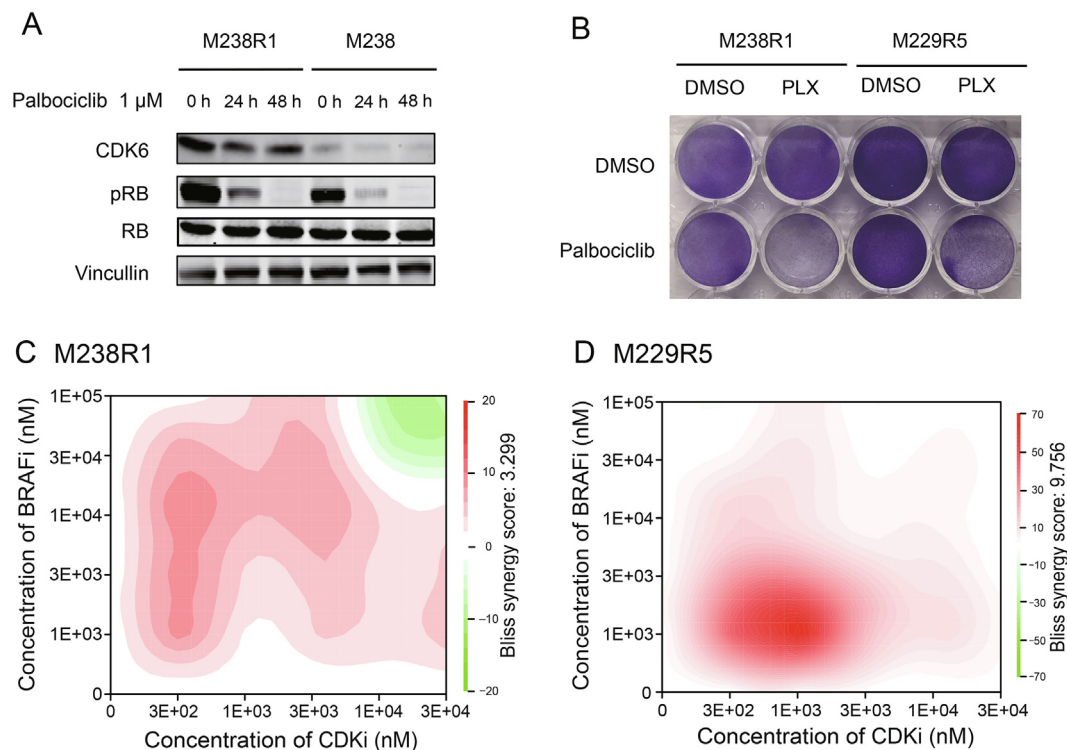 A
M238R1 M238
Palbociclib 1 µM 0 h 24 h 48 h 0 h 24 h 48 h
CDK6
pRB
RB
Vincullin
B
M238R1 M229R5
DMSO PLX DMSO PLX
DMSO
Palbociclib
C M238R1
Concentration of BRAFi (nM)
1E+05
3E+04
1E+04
3E+03
1E+03
0
0 3E+02 1E+03 3E+03 1E+04 3E+04
Concentration of CDKi (nM)
20
10
0
−10
−20
Bliss synergy score: 3.299
D M229R5
Concentration of BRAFi (nM)
1E+05
3E+04
1E+04
3E+03
1E+03
0
0 3E+02 1E+03 3E+03 1E+04 3E+04
Concentration of CDKi (nM)
70
50
30
10
−10
−30
−50
−70
Bliss synergy score: 9.756